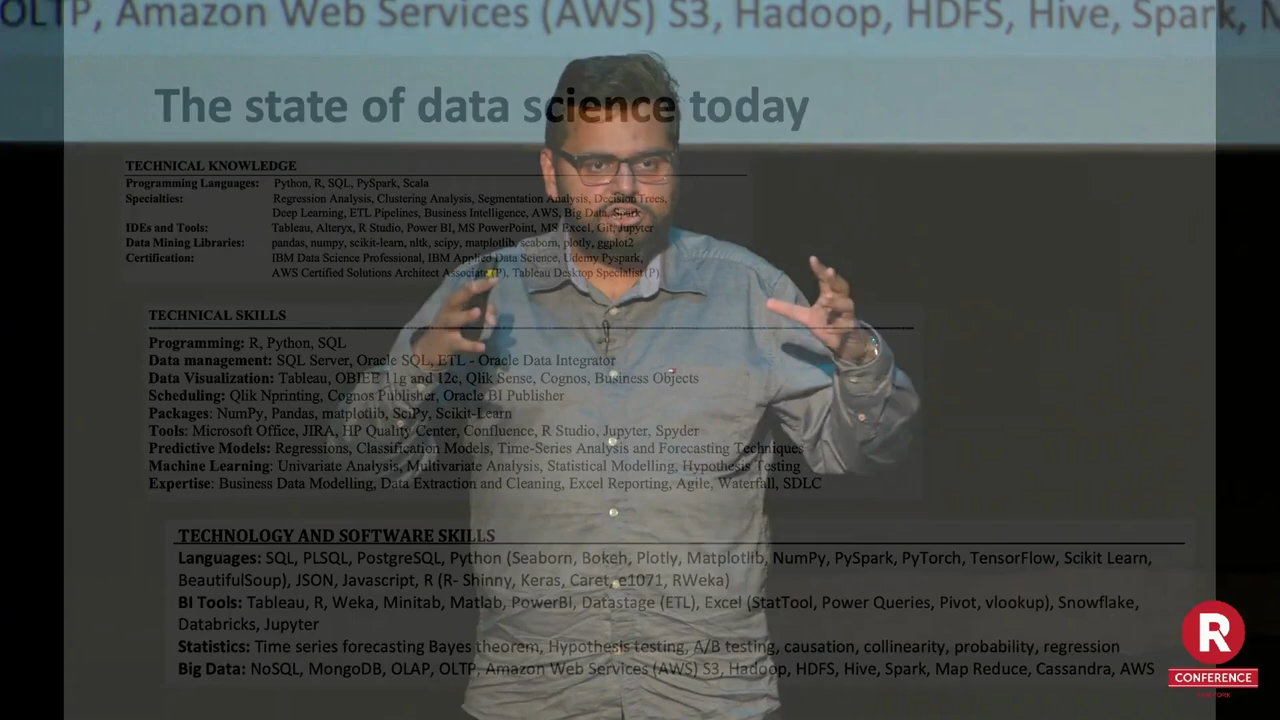 OLTP, Amazon Web Services (AWS) S3, Hadoop, HDFS, Hive, Spark, M
The state of data science today
TECHNICAL KNOWLEDGE
Programming Languages: Python, R, SQL, PySpark, Scala
Specialties: Regression Analysis, Clustering Analysis, Segmentation Analysis, Decision Trees,
Deep Learning, ETL Pipelines, Business Intelligence, AWS, Big Data, Spark
IDEs and Tools: Tableau, Alteryx, R Studio, Power BI, MS PowerPoint, MS Excel, Git, Jupyter
Data Mining Libraries: pandas, numpy, scikit-learn, nltk, scipy, matplotlib, seaborn, plotly, ggplot2
Certification: IBM Data Science Professional, IBM Applied Data Science, Udemy Pyspark,
AWS Certified Solutions Architect Associate (P), Tableau Desktop Specialist (P)
TECHNICAL SKILLS
Programming: R, Python, SQL
Data management: SQL Server, Oracle SQL, ETL - Oracle Data Integrator
Data Visualization: Tableau, OBIEE 11g and 12c, Qlik Sense, Cognos, Business Objects
Scheduling: Qlik Nprinting, Cognos Publisher, Oracle BI Publisher
Packages: NumPy, Pandas, matplotlib, SciPy, Scikit-Learn
Tools: Microsoft Office, JIRA, HP Quality Center, Confluence, R Studio, Jupyter, Spyder
Predictive Models: Regressions, Classification Models, Time-Series Analysis and Forecasting Techniques
Machine Learning: Univariate Analysis, Multivariate Analysis, Statistical Modelling, Hypothesis Testing
Expertise: Business Data Modelling, Data Extraction and Cleaning, Excel Reporting, Agile, Waterfall, SDLC
TECHNOLOGY AND SOFTWARE SKILLS
Languages: SQL, PLSQL, PostgreSQL, Python (Seaborn, Bokeh, Plotly, Matplotlib, NumPy, PySpark, PyTorch, TensorFlow, Scikit Learn,
BeautifulSoup), JSON, Javascript, R (R- Shinny, Keras, Caret, e1071, RWeka)
BI Tools: Tableau, R, Weka, Minitab, Matlab, PowerBI, Datastage (ETL), Excel (StatTool, Power Queries, Pivot, vlookup), Snowflake,
Databricks, Jupyter
Statistics: Time series forecasting Bayes theorem, Hypothesis testing, A/B testing, causation, collinearity, probability, regression
Big Data: NoSQL, MongoDB, OLAP, OLTP, Amazon Web Services (AWS) S3, Hadoop, HDFS, Hive, Spark, Map Reduce, Cassandra, AWS
R
CONFERENCE